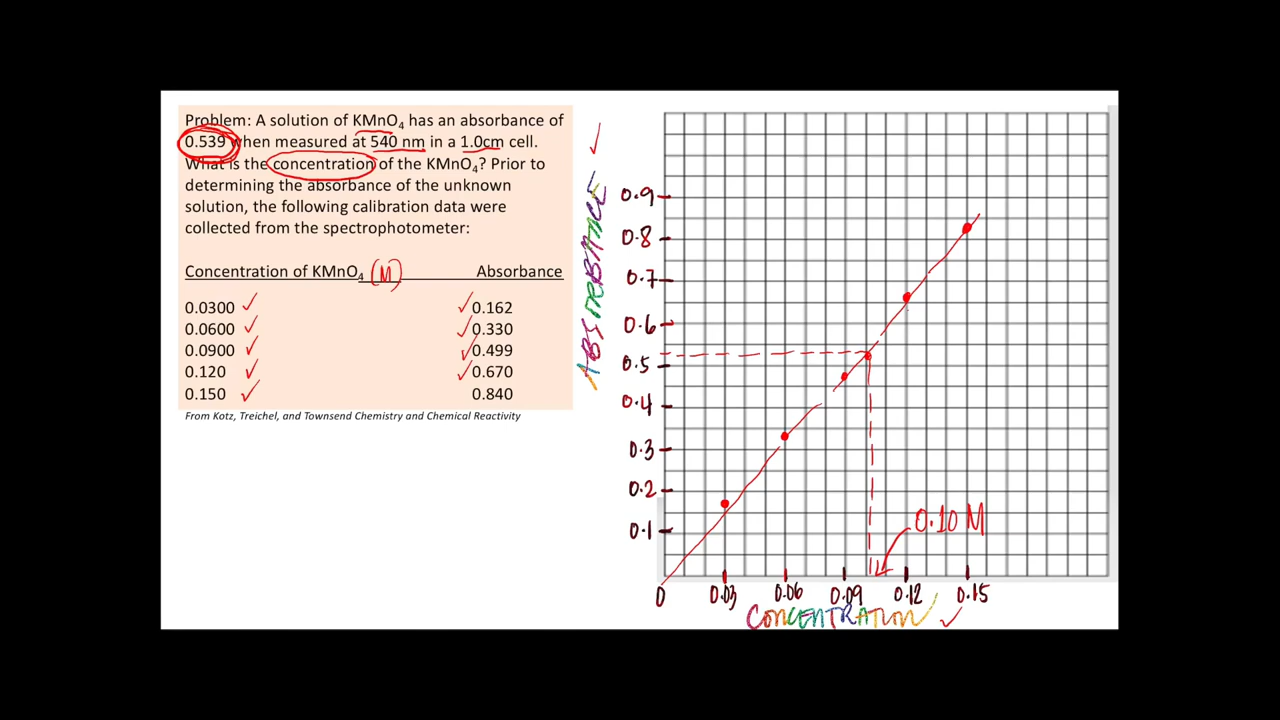 Problem: A solution of KMnO₄ has an absorbance of
0.539 when measured at 540 nm in a 1.0cm cell.
What is the concentration of the KMnO₄? Prior to
determining the absorbance of the unknown
solution, the following calibration data were
collected from the spectrophotometer:
Concentration of KMnO₄ (M) Absorbance
0.0300 0.162
0.0600 0.330
0.0900 0.499
0.120 0.670
0.150 0.840
From Kotz, Treichel, and Townsend Chemistry and Chemical Reactivity
ABSORBANCE
0.9
0.8
0.7
0.6
0.5
0.4
0.3
0.2
0.1
0.10 M
0 0.03 0.06 0.09 0.12 0.15
CONCENTRATION